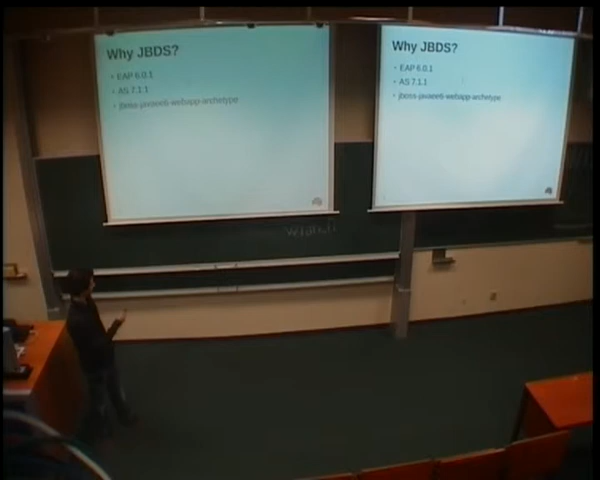 Why JBDS?
EAP 6.0.1
AS 7.1.1
jboss-javaee6-webapp-archetype
Why JBDS?
EAP 6.0.1
AS 7.1.1
jboss-javaee6-webapp-archetype